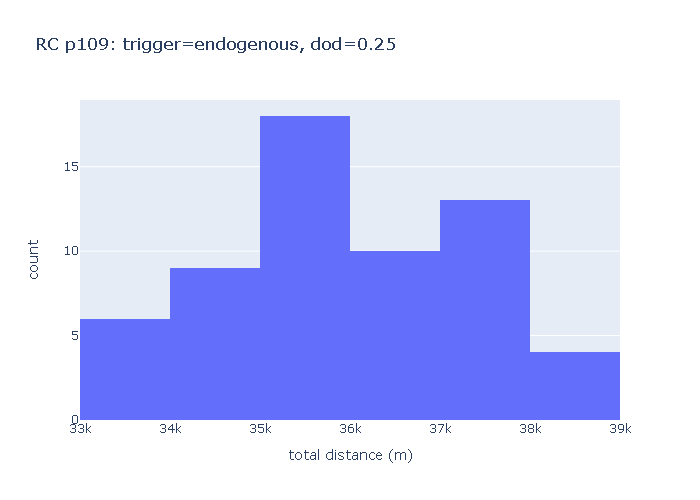 RC p109: trigger=endogenous, dod=0.25
count
15
10
5
0
33k 34k 35k 36k 37k 38k 39k
total distance (m)